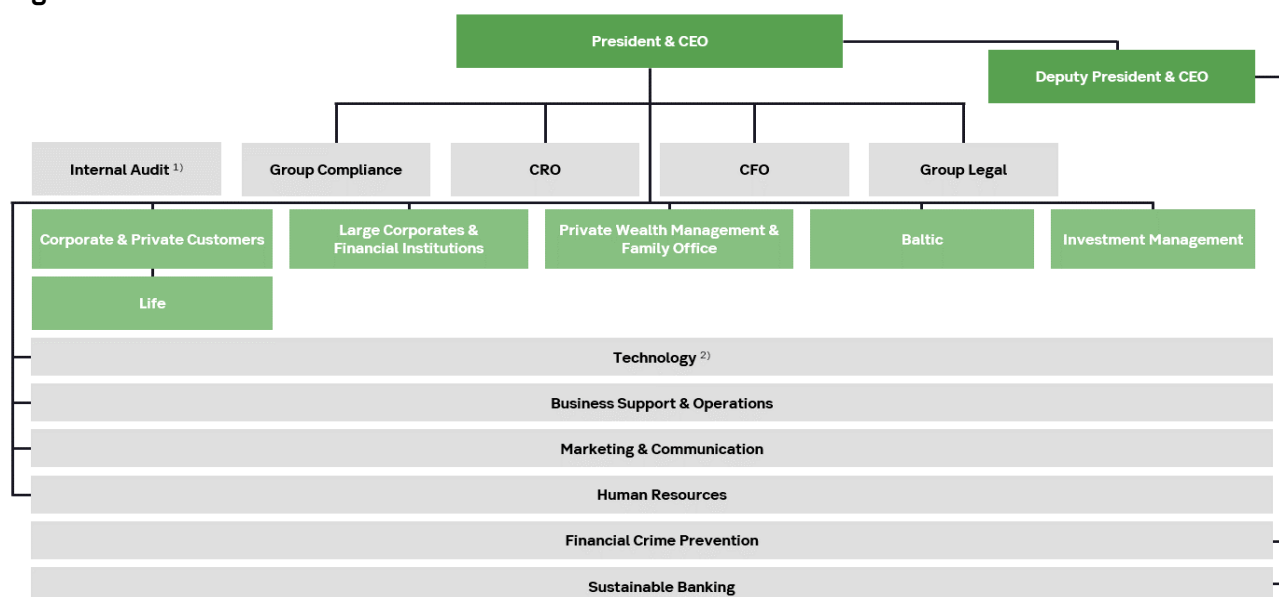 g
President & CEO
Deputy President & CEO
Internal Audit 1)
Group Compliance
CRO
CFO
Group Legal
Corporate & Private Customers
Large Corporates &
Financial Institutions
Private Wealth Management &
Family Office
Baltic
Investment Management
Life
Technology 2)
Business Support & Operations
Marketing & Communication
Human Resources
Financial Crime Prevention
Sustainable Banking